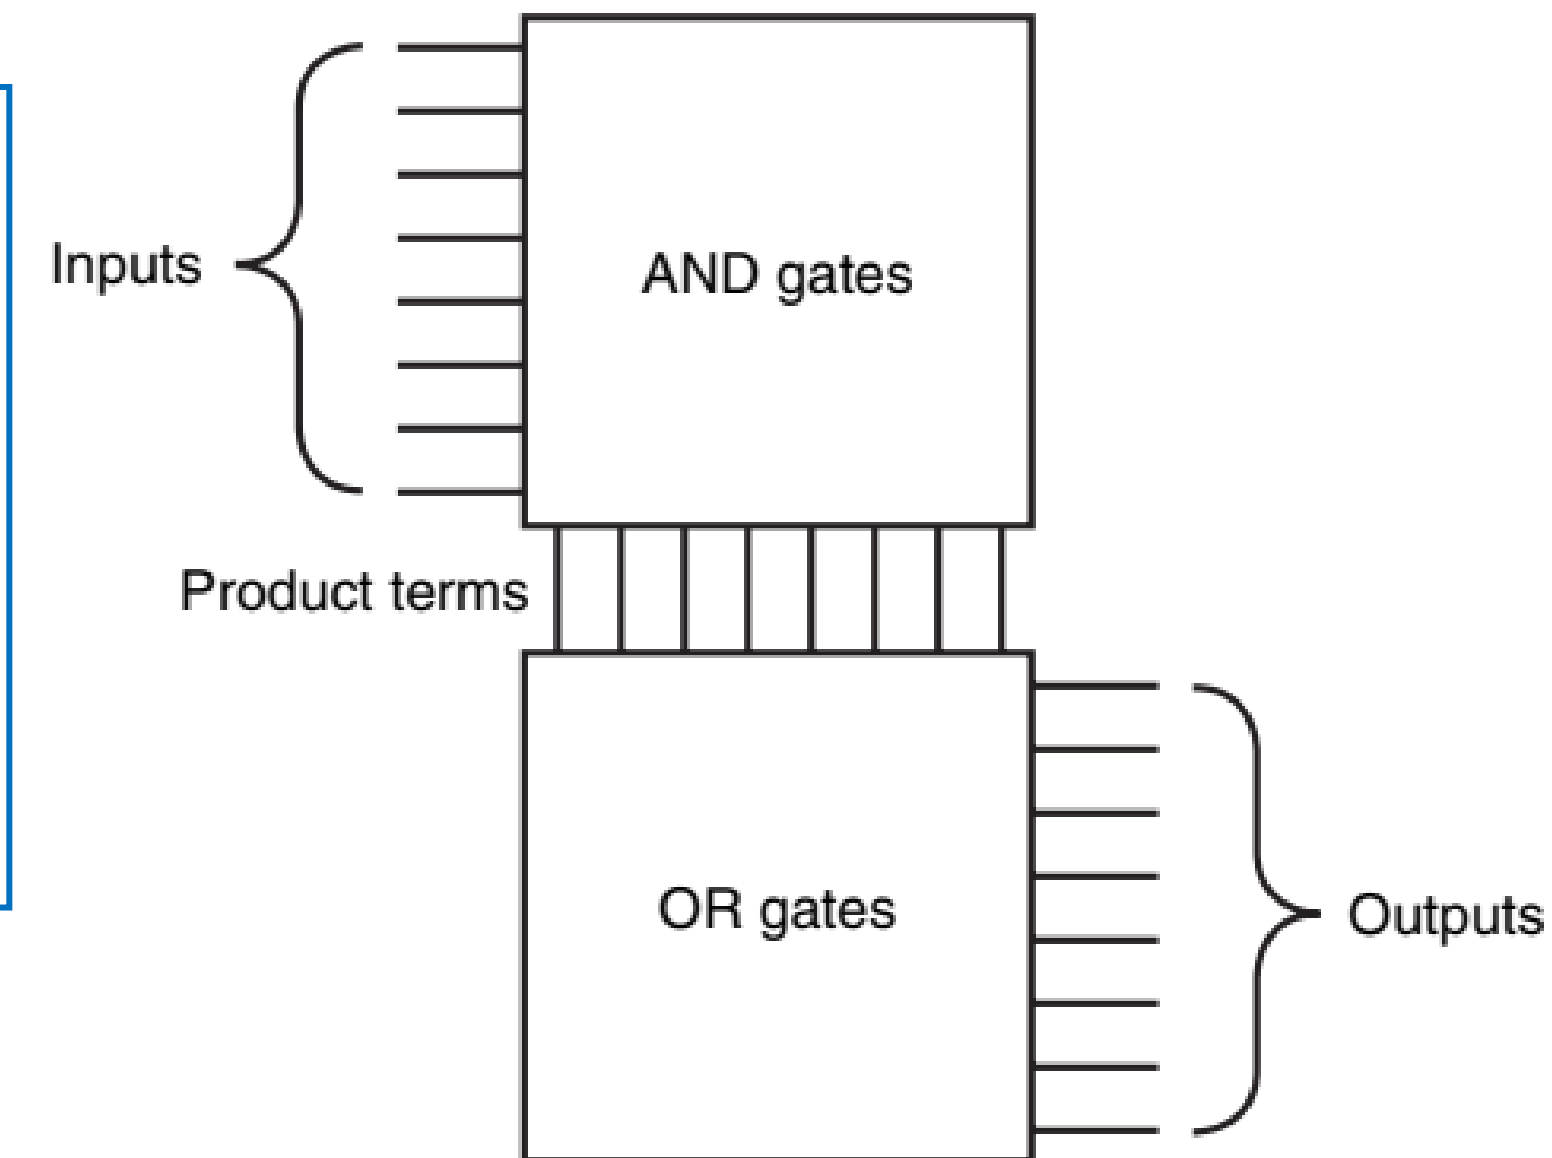 Inputs
AND gates
Product terms
OR gates
Outputs